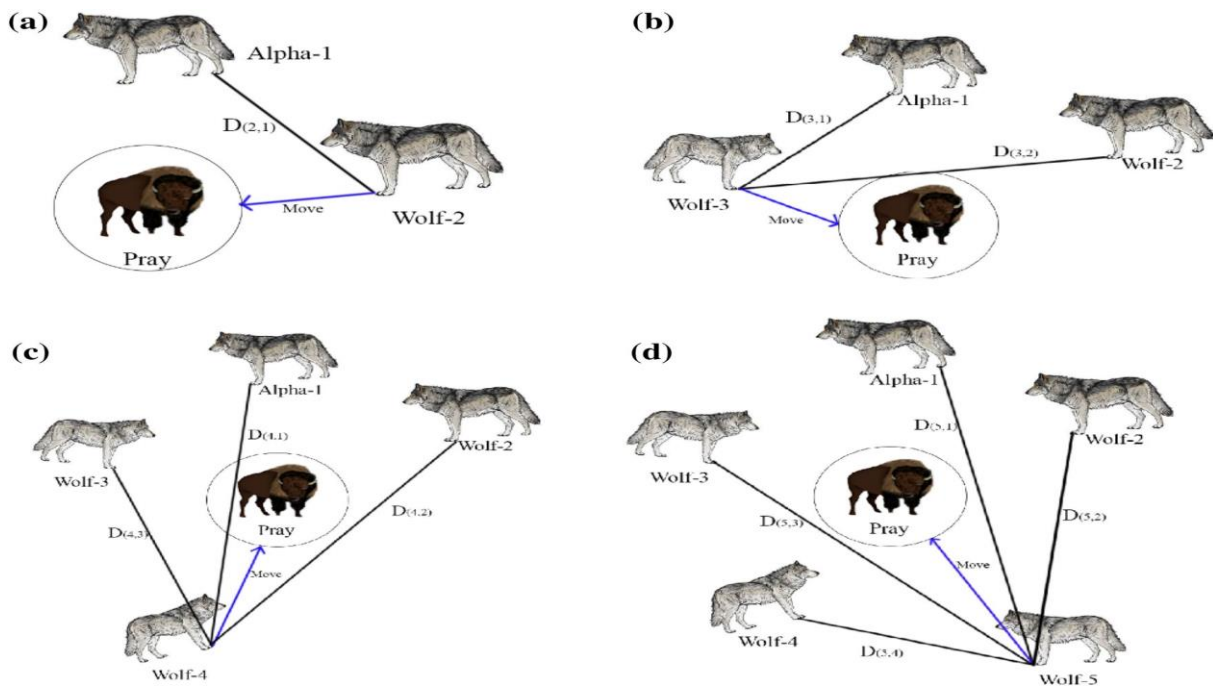 (a)
Alpha-1
D(2,1)
Move
Wolf-2
Pray
(b)
Alpha-1
D(3,1)
D(3,2)
Wolf-2
Wolf-3
Move
Pray
(c)
Alpha-1
D(4,1)
Wolf-2
Wolf-3
D(4,2)
Pray
D(4,3)
Move
Wolf-4
(d)
Alpha-1
D(5,1)
Wolf-2
Wolf-3
Pray
D(5,3)
D(5,2)
Move
Wolf-4
D(5,4)
Wolf-5